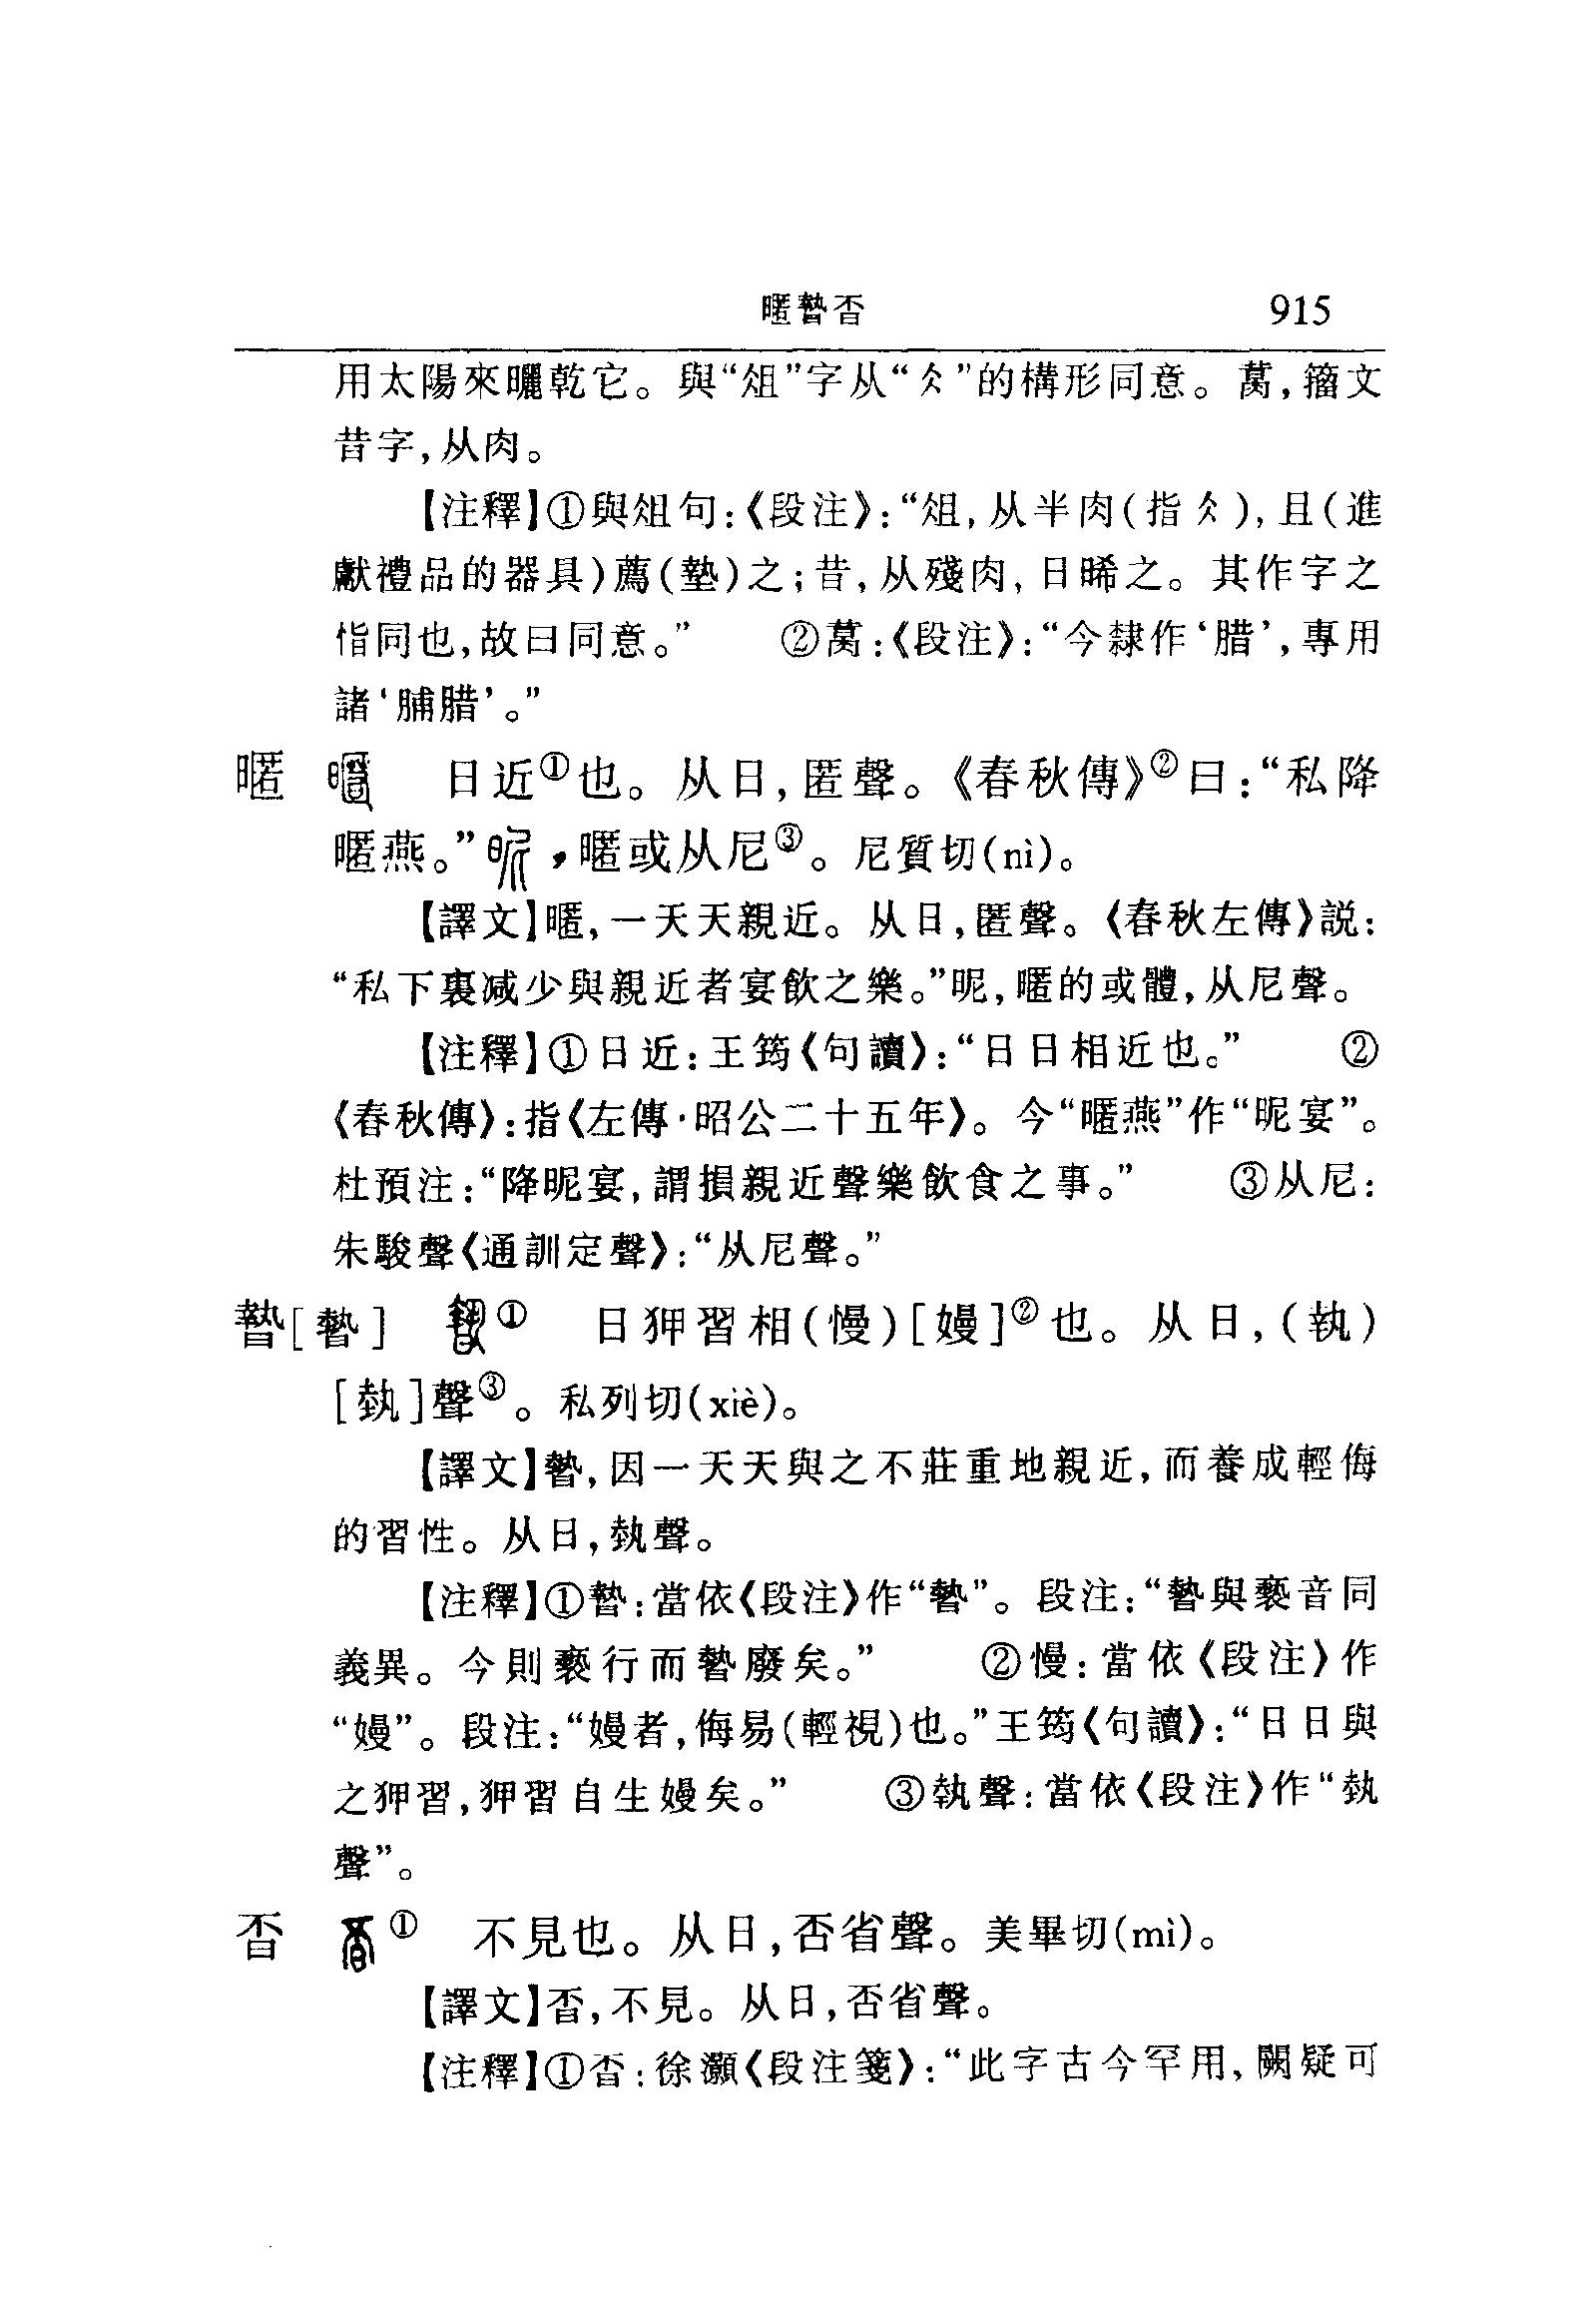 暱暬否 915
用太陽來曬乾它。與“俎”字从“仌”的構形同意。𦠡,籀文
昔字,从肉。
【注釋】①與俎句:《段注》:“俎,从半肉(指仌),且(進
獻禮品的器具)薦(墊)之;昔,从殘肉,日晞之。其作字之
恉同也,故曰同意。” ②𦠡:《段注》:“今隸作‘腊’,專用
諸‘脯腊’。”
暱 日近①也。从日,匿聲。《春秋傳》②曰:“私降
暱燕。”昵,暱或从尼③。尼質切(nì)。
【譯文】暱,一天天親近。从日,匿聲。《春秋左傳》説:
“私下裏減少與親近者宴飲之樂。”昵,暱的或體,从尼聲。
【注釋】①日近:王筠《句讀》:“日日相近也。” ②
《春秋傳》:指《左傳·昭公二十五年》。今“暱燕”作“昵宴”。
杜預注:“降昵宴,謂損親近聲樂飲食之事。” ③从尼:
朱駿聲《通訓定聲》:“从尼聲。”
暬[暬] ① 日狎習相(慢)[嫚]②也。从日,(執)
[埶]聲③。私列切(xiè)。
【譯文】暬,因一天天與之不莊重地親近,而養成輕侮
的習性。从日,埶聲。
【注釋】①暬:當依《段注》作“暬”。段注:“暬與褻音同
義異。今則褻行而暬廢矣。” ②慢:當依《段注》作
“嫚”。段注:“嫚者,侮易(輕視)也。”王筠《句讀》:“日日與
之狎習,狎習自生嫚矣。” ③執聲:當依《段注》作“埶
聲”。
㫘 ① 不見也。从日,否省聲。美畢切(mì)。
【譯文】㫘,不見。从日,否省聲。
【注釋】①㫘:徐灝《段注箋》:“此字古今罕用,闕疑可